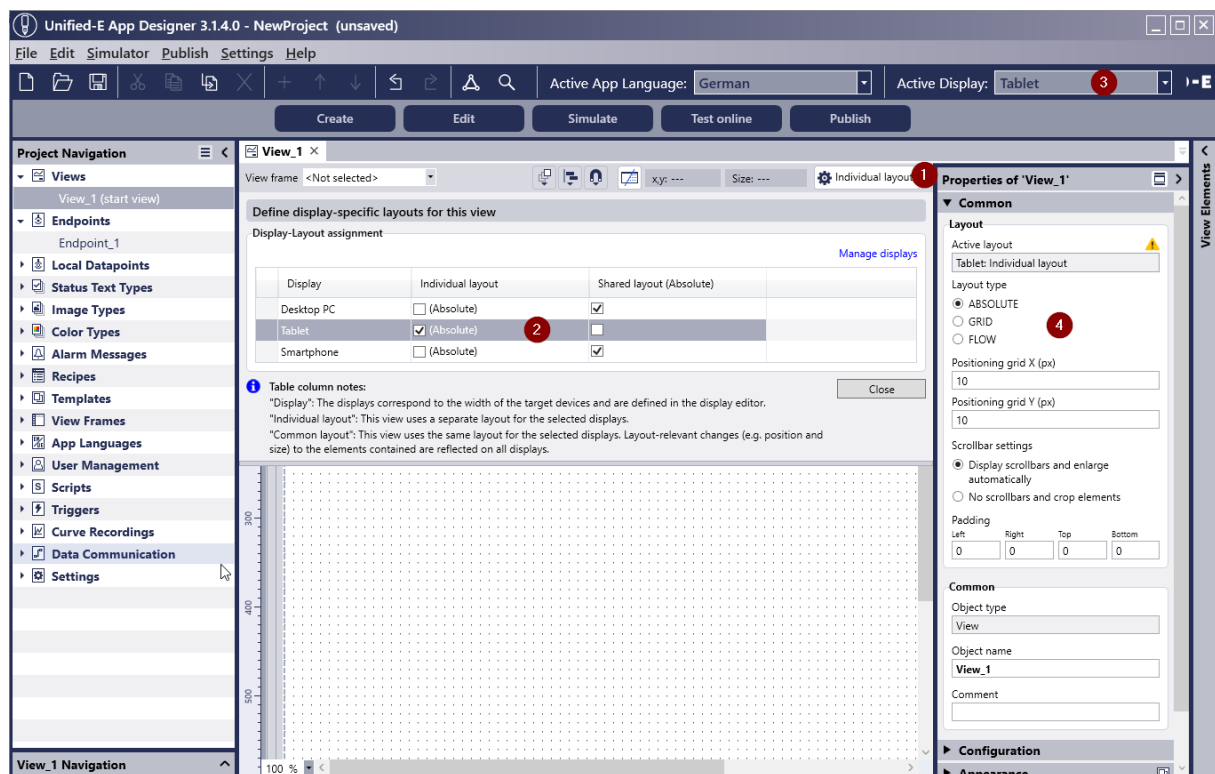 Unified-E App Designer 3.1.4.0 - NewProject (unsaved)
File Edit Simulator Publish Settings Help
Active App Language: German Active Display: Tablet 3 -E
Create Edit Simulate Test online Publish
Project Navigation
Views
View_1 (start view)
Endpoints
Endpoint_1
Local Datapoints
Status Text Types
Image Types
Color Types
Alarm Messages
Recipes
Templates
View Frames
App Languages
User Management
Scripts
Triggers
Curve Recordings
Data Communication
Settings
View_1 Navigation
View_1
View frame <Not selected> x,y: --- Size: --- Individual layout 1
Define display-specific layouts for this view
Display-Layout assignment
Manage displays
Display Individual layout Shared layout (Absolute)
Desktop PC (Absolute)
Tablet (Absolute) 2
Smartphone (Absolute)
Table column notes:
Close
"Display": The displays correspond to the width of the target devices and are defined in the display editor.
"Individual layout": This view uses a separate layout for the selected displays.
"Common layout": This view uses the same layout for the selected displays. Layout-relevant changes (e.g. position and
size) to the elements contained are reflected on all displays.
300
400
500
100 %
Properties of 'View_1'
Common
Layout
Active layout
Tablet: Individual layout
Layout type
ABSOLUTE
GRID 4
FLOW
Positioning grid X (px)
10
Positioning grid Y (px)
10
Scrollbar settings
Display scrollbars and enlarge
automatically
No scrollbars and crop elements
Padding
Left Right Top Bottom
0 0 0 0
Common
Object type
View
Object name
View_1
Comment
Configuration
Appearance
View Elements